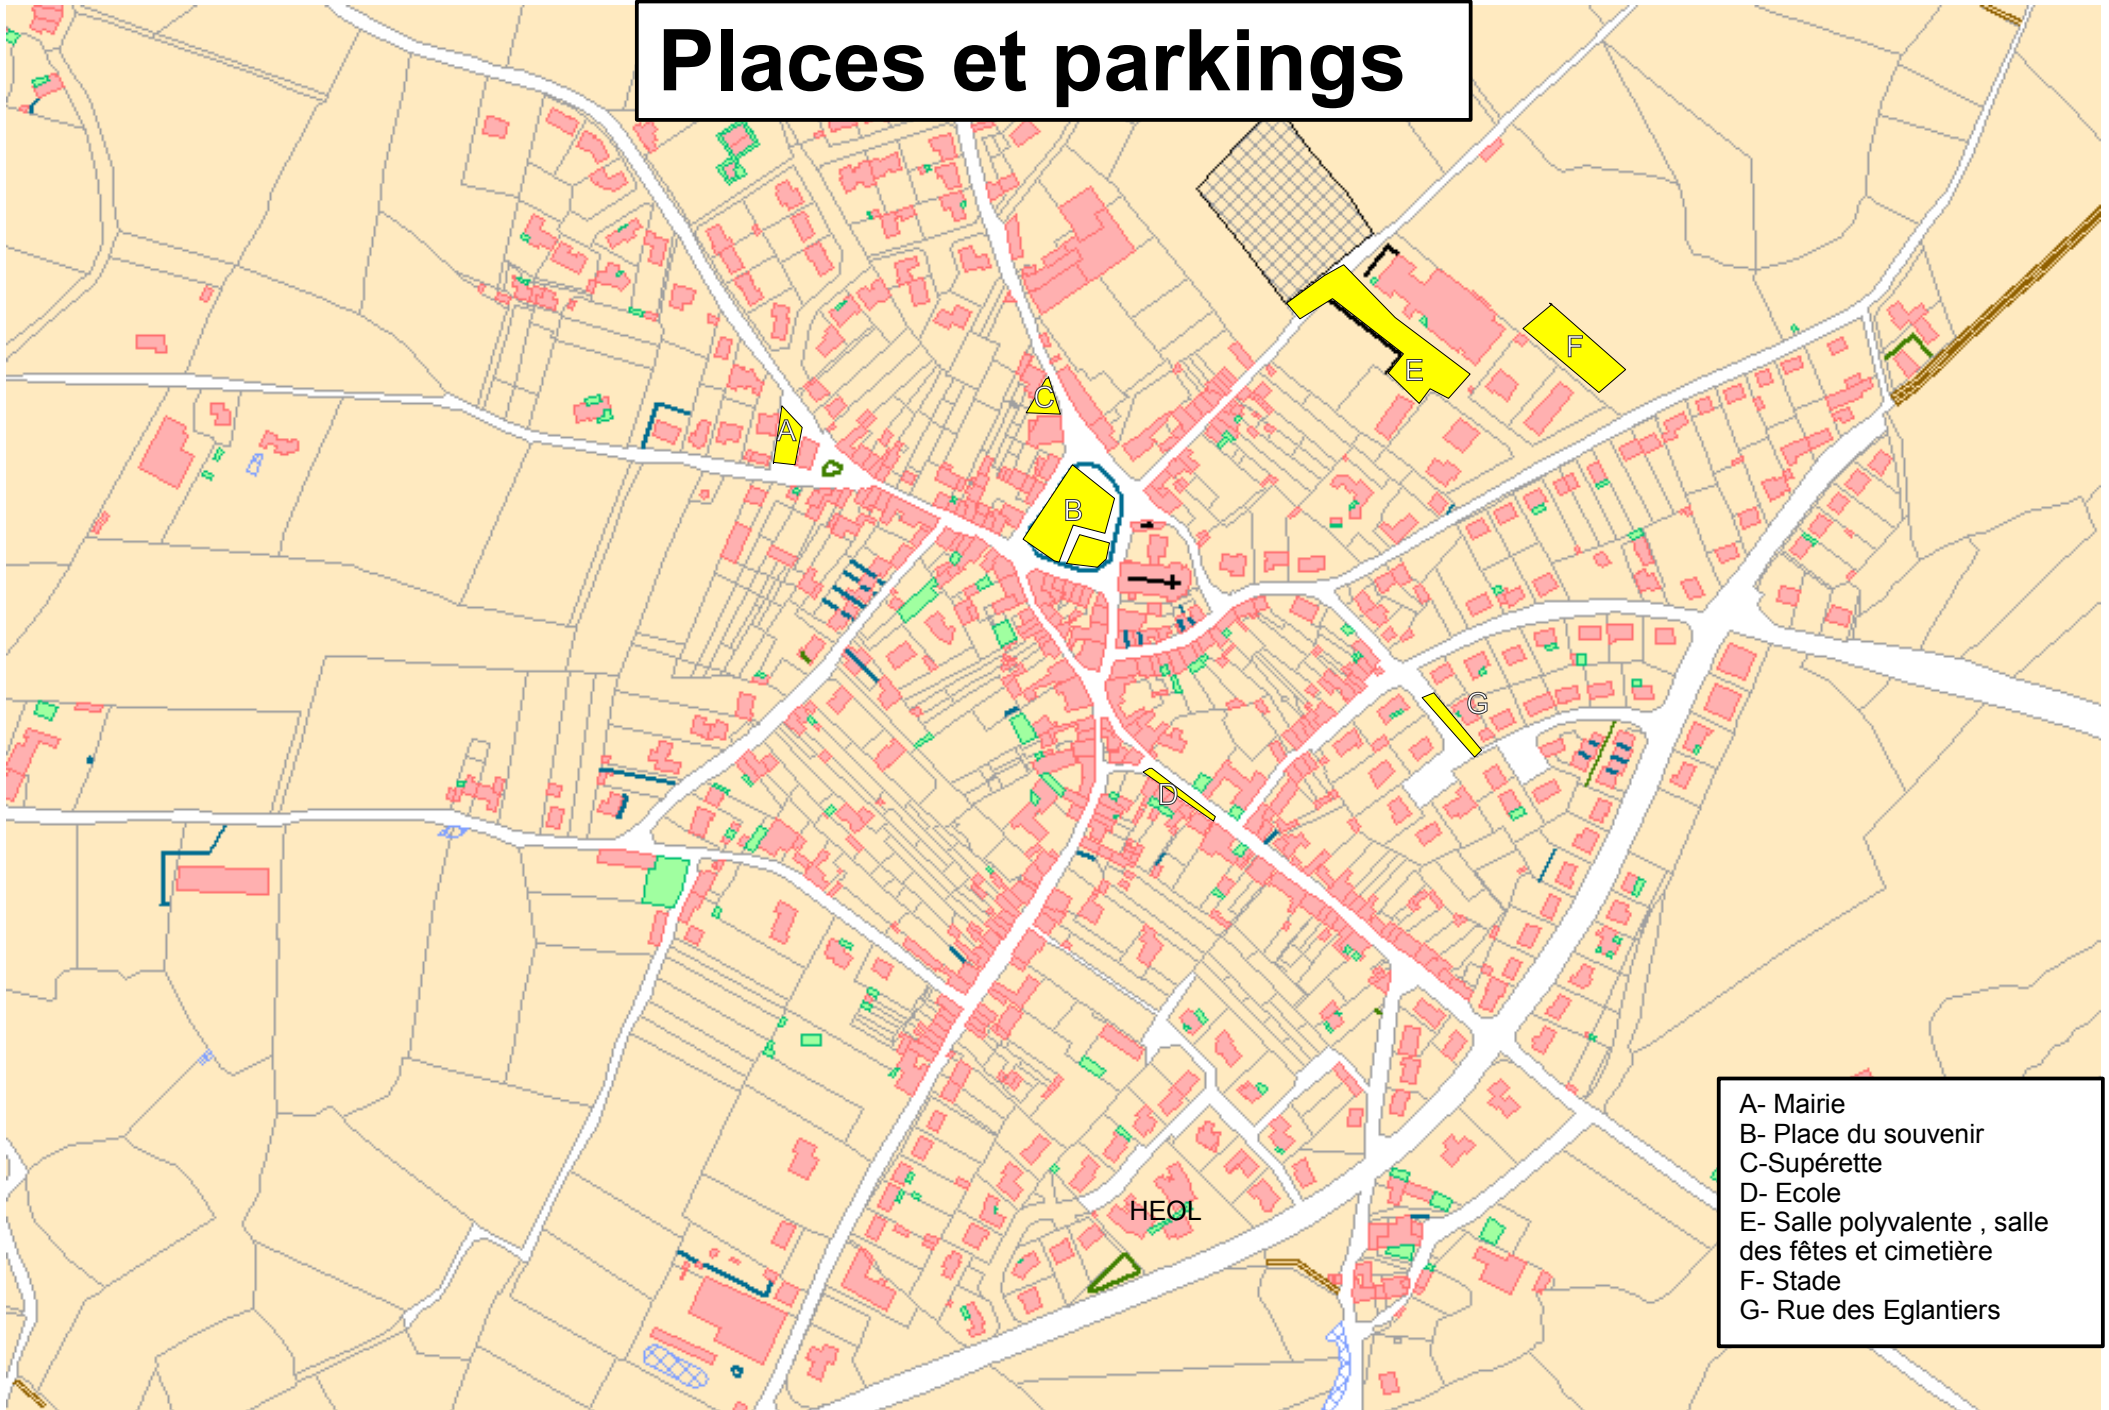 Places et parkings
A
C
B
E
F
G
D
HEOL
A- Mairie
B- Place du souvenir
C-Supérette
D- Ecole
E- Salle polyvalente , salle
des fêtes et cimetière
F- Stade
G- Rue des Eglantiers